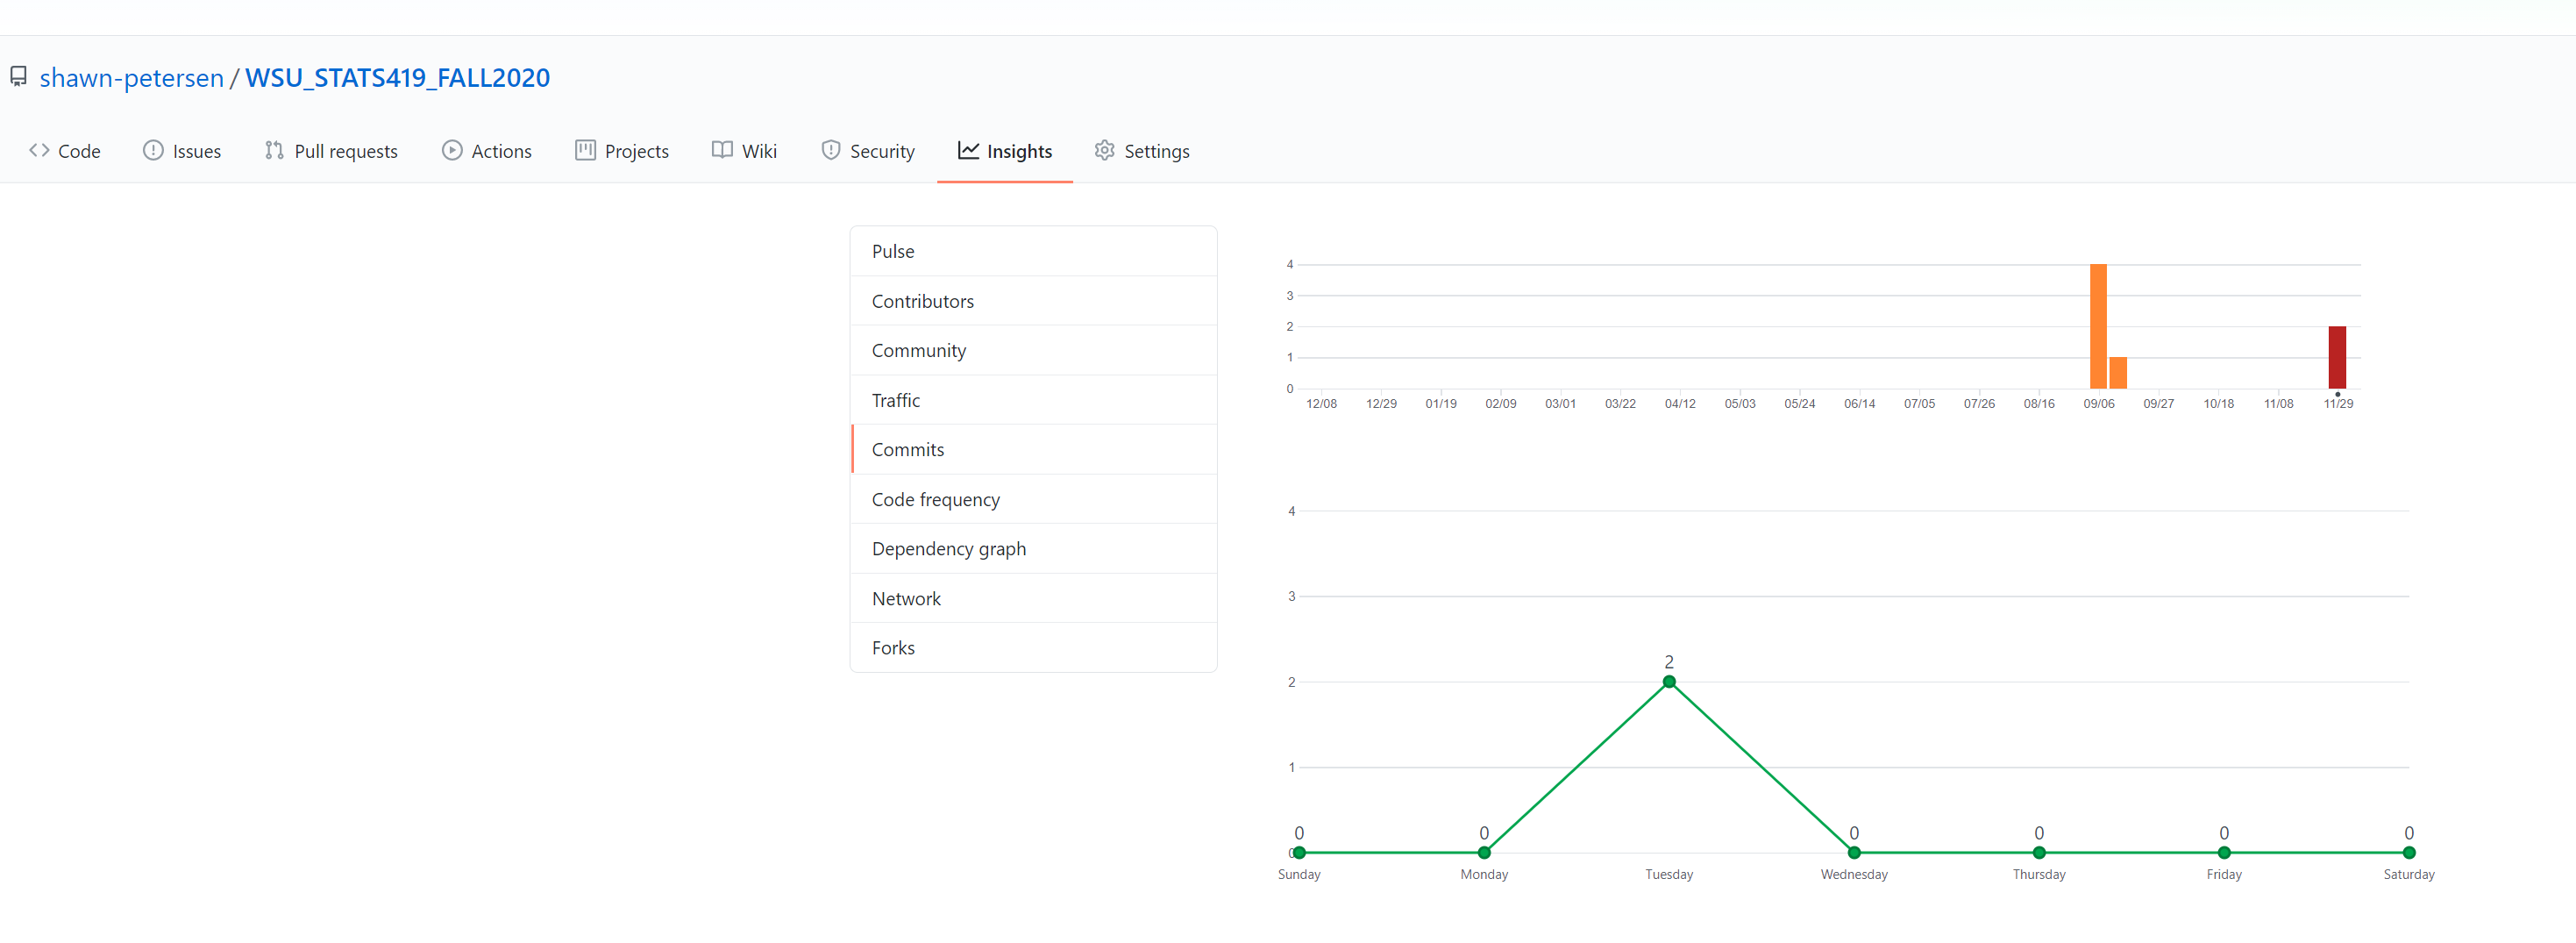 shawn-petersen / WSU_STATS419_FALL2020
Code Issues Pull requests Actions Projects Wiki Security Insights Settings
Pulse
Contributors
Community
Traffic
Commits
Code frequency
Dependency graph
Network
Forks
4
3
2
1
0
12/08 12/29 01/19 02/09 03/01 03/22 04/12 05/03 05/24 06/14 07/05 07/26 08/16 09/06 09/27 10/18 11/08 11/29
4
3
2
2
1
0 0 0 0 0 0
0
Sunday Monday Tuesday Wednesday Thursday Friday Saturday